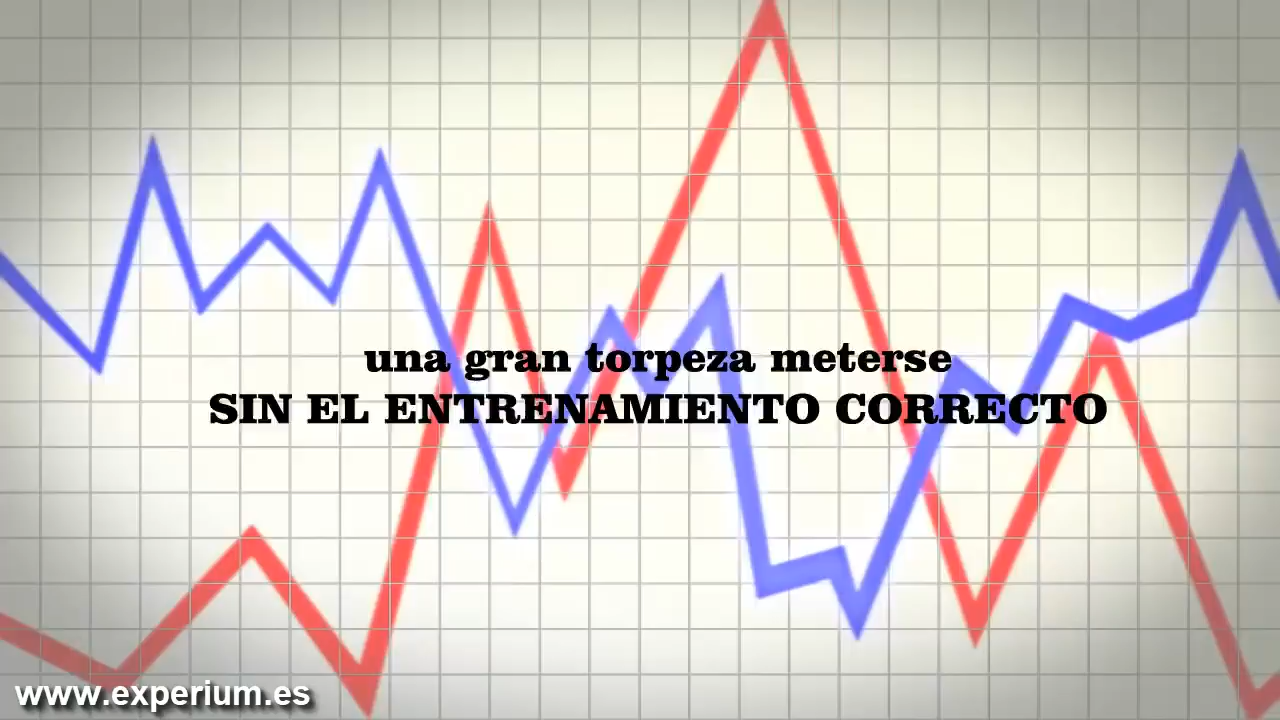 una gran torpeza meterse
SIN EL ENTRENAMIENTO CORRECTO
www.experium.es